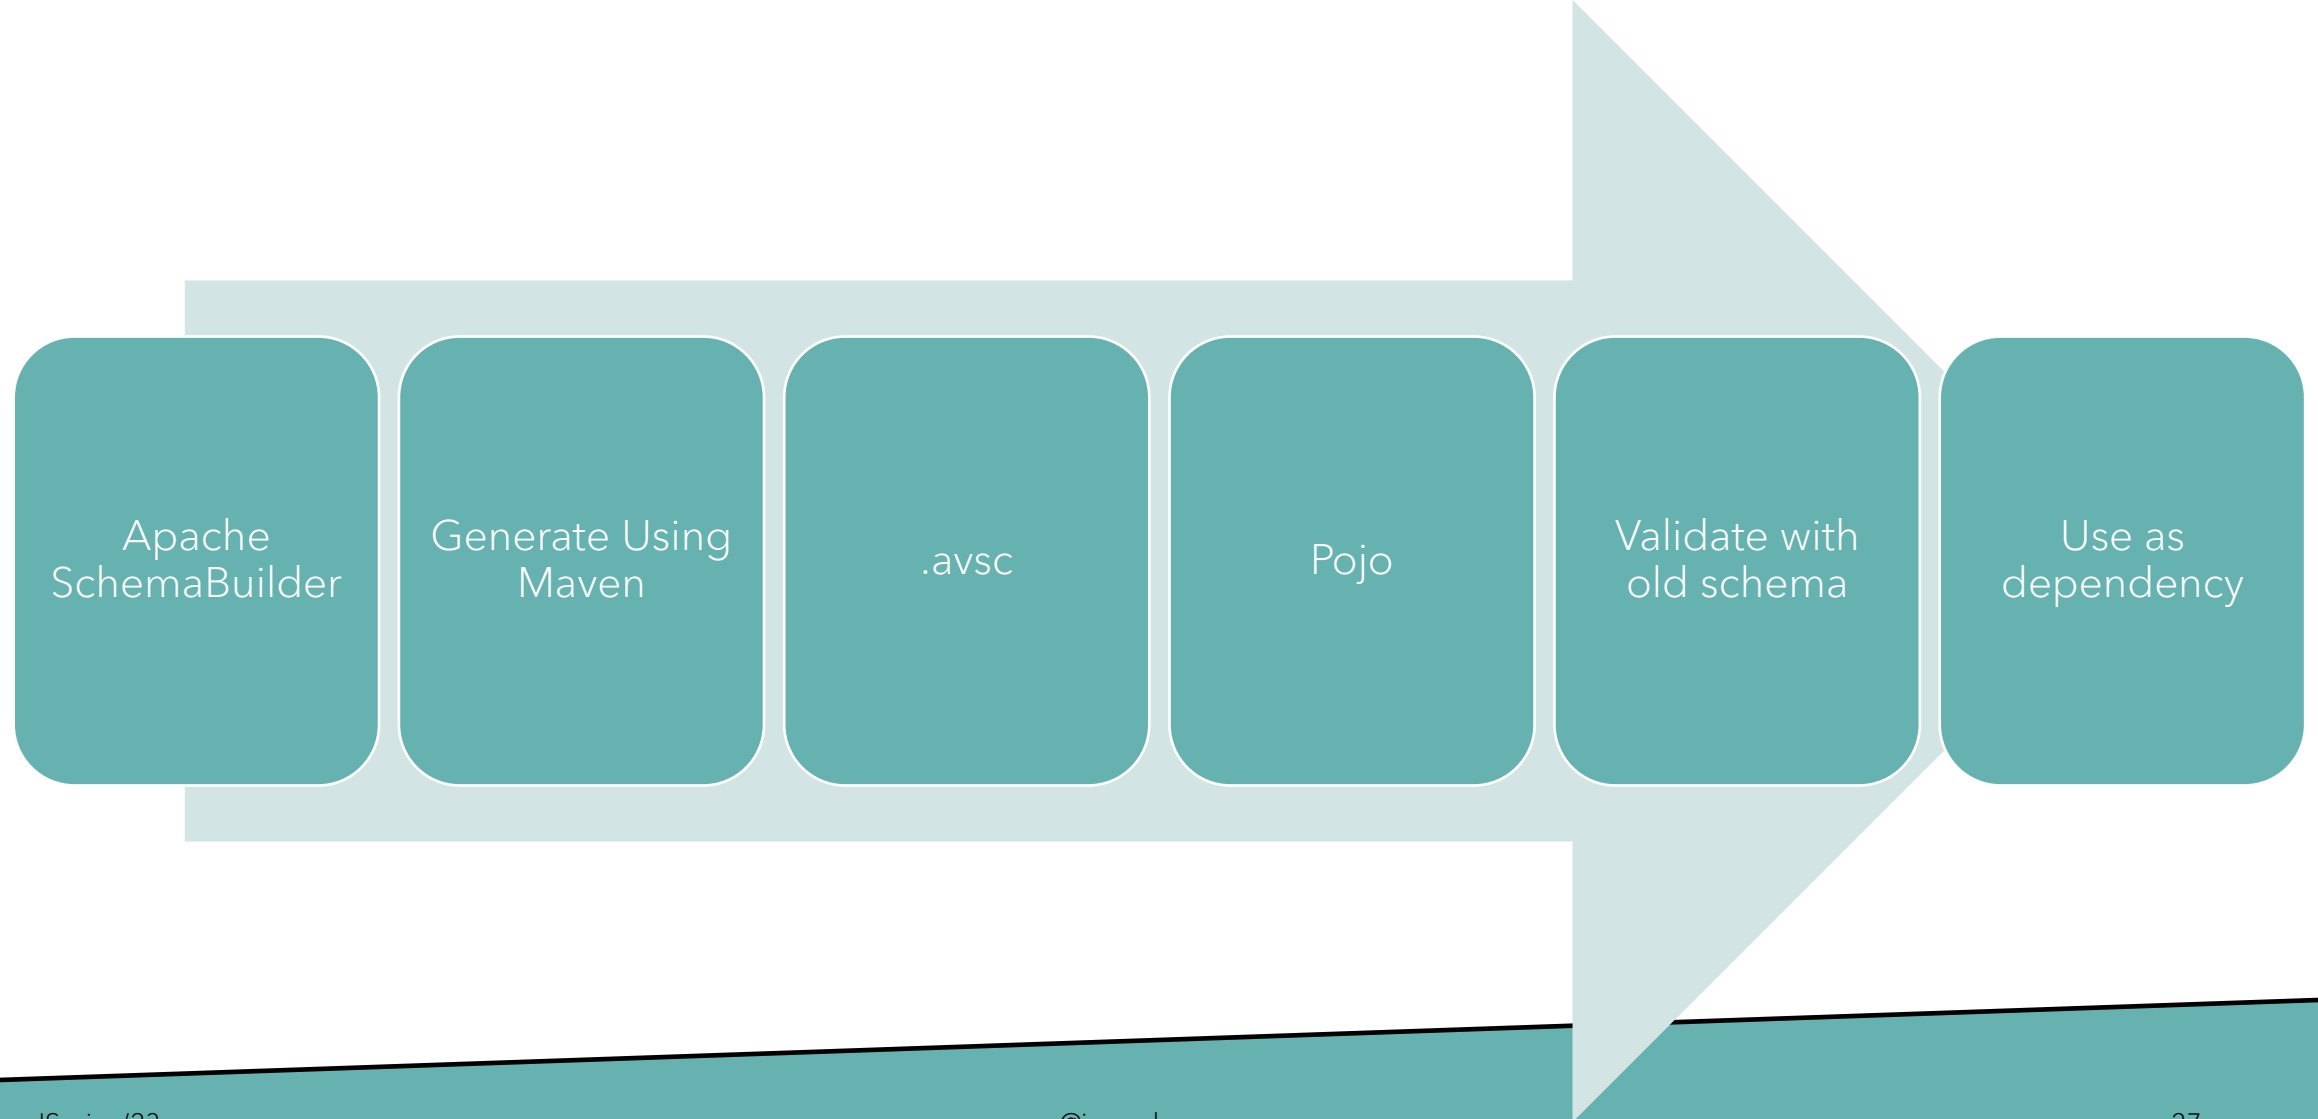 Apache
SchemaBuilder
Generate Using
Maven
.avsc
Pojo
Validate with
old schema
Use as
dependency